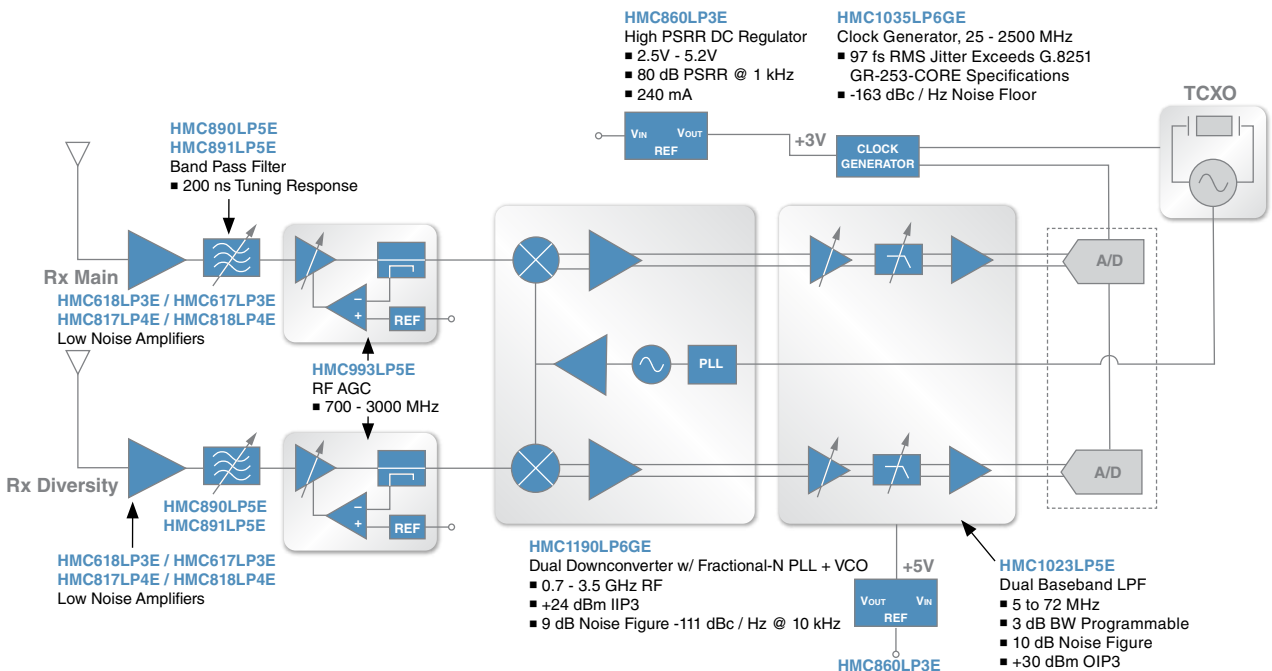 HMC860LP3E
High PSRR DC Regulator
■ 2.5V - 5.2V
■ 80 dB PSRR @ 1 kHz
■ 240 mA
HMC1035LP6GE
Clock Generator, 25 - 2500 MHz
■ 97 fs RMS Jitter Exceeds G.8251
GR-253-CORE Specifications
■ -163 dBc / Hz Noise Floor
TCXO
VIN VOUT
REF
+3V
CLOCK
GENERATOR
HMC890LP5E
HMC891LP5E
Band Pass Filter
■ 200 ns Tuning Response
Rx Main
HMC618LP3E / HMC617LP3E
HMC817LP4E / HMC818LP4E
Low Noise Amplifiers
−
+
REF
A/D
PLL
HMC993LP5E
RF AGC
■ 700 - 3000 MHz
Rx Diversity
HMC890LP5E
HMC891LP5E
−
+
REF
A/D
HMC618LP3E / HMC617LP3E
HMC817LP4E / HMC818LP4E
Low Noise Amplifiers
HMC1190LP6GE
Dual Downconverter w/ Fractional-N PLL + VCO
■ 0.7 - 3.5 GHz RF
■ +24 dBm IIP3
■ 9 dB Noise Figure -111 dBc / Hz @ 10 kHz
+5V
VOUT VIN
REF
HMC860LP3E
HMC1023LP5E
Dual Baseband LPF
■ 5 to 72 MHz
■ 3 dB BW Programmable
■ 10 dB Noise Figure
■ +30 dBm OIP3